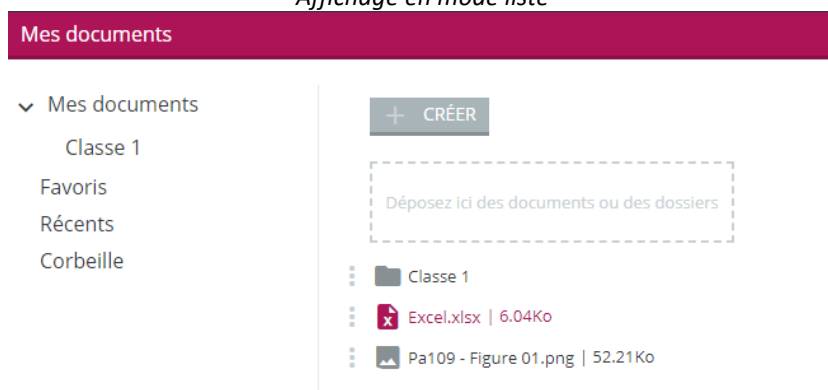 Affichage en mode liste
Mes documents
Mes documents
Classe 1
Favoris
Récents
Corbeille
+ CRÉER
Déposez ici des documents ou des dossiers
Classe 1
Excel.xlsx | 6.04Ko
Pa109 - Figure 01.png | 52.21Ko